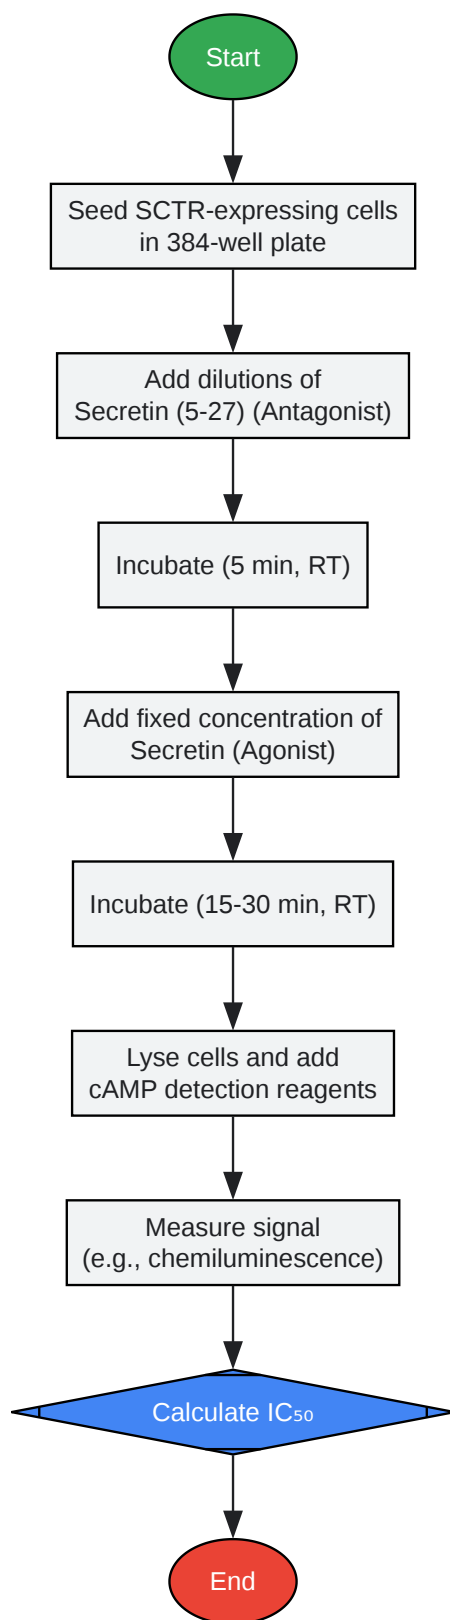 Start
Seed SCTR-expressing cells
in 384-well plate
Add dilutions of
Secretin (5-27) (Antagonist)
Incubate (5 min, RT)
Add fixed concentration of
Secretin (Agonist)
Incubate (15-30 min, RT)
Lyse cells and add
cAMP detection reagents
Measure signal
(e.g., chemiluminescence)
Calculate IC₅₀
End